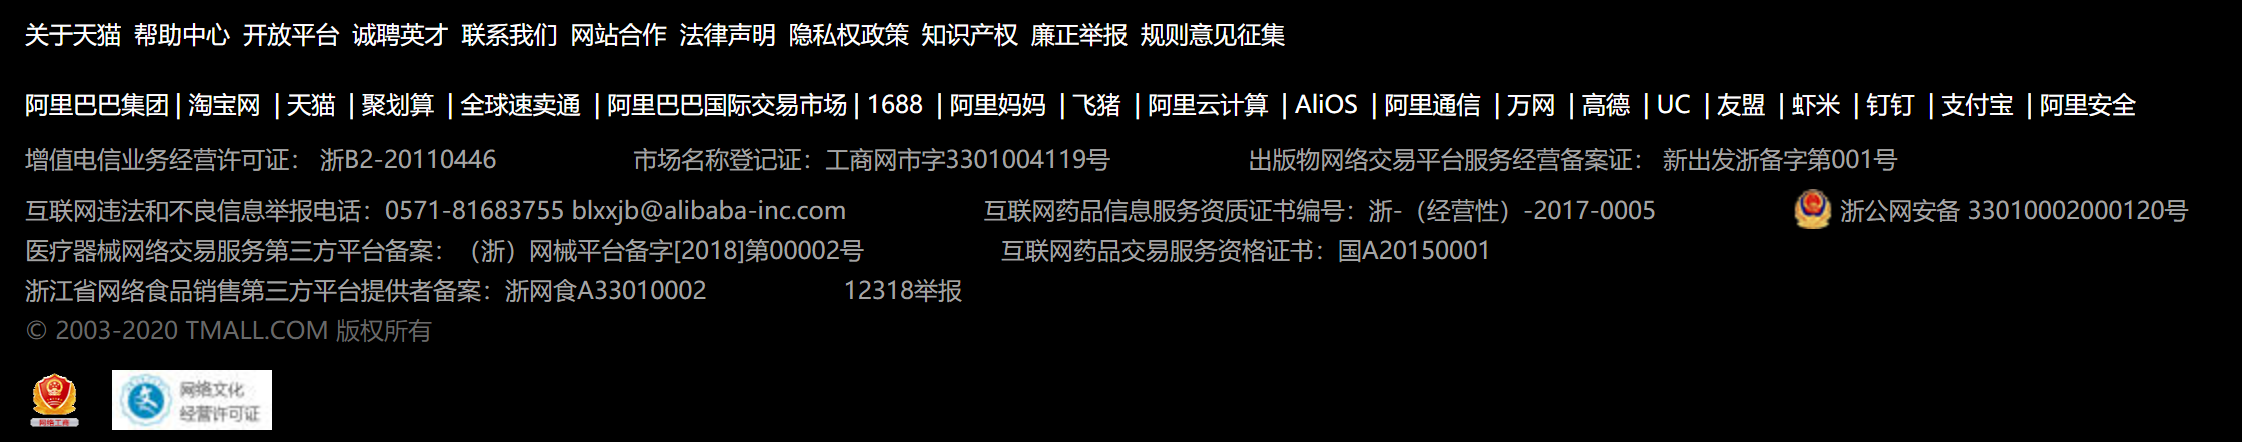 关于天猫 帮助中心 开放平台 诚聘英才 联系我们 网站合作 法律声明 隐私权政策 知识产权 廉正举报 规则意见征集
阿里巴巴集团 | 淘宝网 | 天猫 | 聚划算 | 全球速卖通 | 阿里巴巴国际交易市场 | 1688 | 阿里妈妈 | 飞猪 | 阿里云计算 | AliOS | 阿里通信 | 万网 | 高德 | UC | 友盟 | 虾米 | 钉钉 | 支付宝 | 阿里安全
增值电信业务经营许可证： 浙B2-20110446 市场名称登记证：工商网市字3301004119号 出版物网络交易平台服务经营备案证： 新出发浙备字第001号
互联网违法和不良信息举报电话：0571-81683755 blxxjb@alibaba-inc.com 互联网药品信息服务资质证书编号：浙-（经营性）-2017-0005 浙公网安备 33010002000120号
医疗器械网络交易服务第三方平台备案：（浙）网械平台备字[2018]第00002号 互联网药品交易服务资格证书：国A20150001
浙江省网络食品销售第三方平台提供者备案：浙网食A33010002 12318举报
© 2003-2020 TMALL.COM 版权所有
网络工商
网络文化
经营许可证